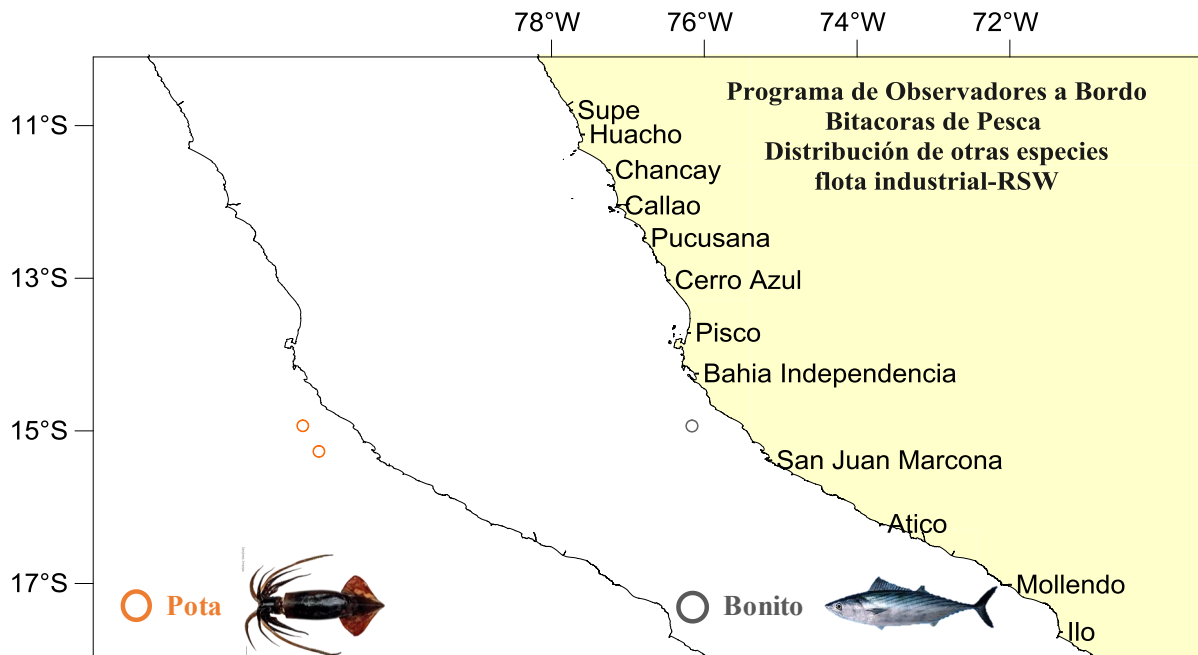 78°W 76°W 74°W 72°W
Programa de Observadores a Bordo
Bitacoras de Pesca
Distribución de otras especies
flota industrial-RSW
11°S
13°S
15°S
17°S
Supe
Huacho
Chancay
Callao
Pucusana
Cerro Azul
Pisco
Bahia Independencia
San Juan Marcona
Atico
Mollendo
Ilo
Pota
Bonito